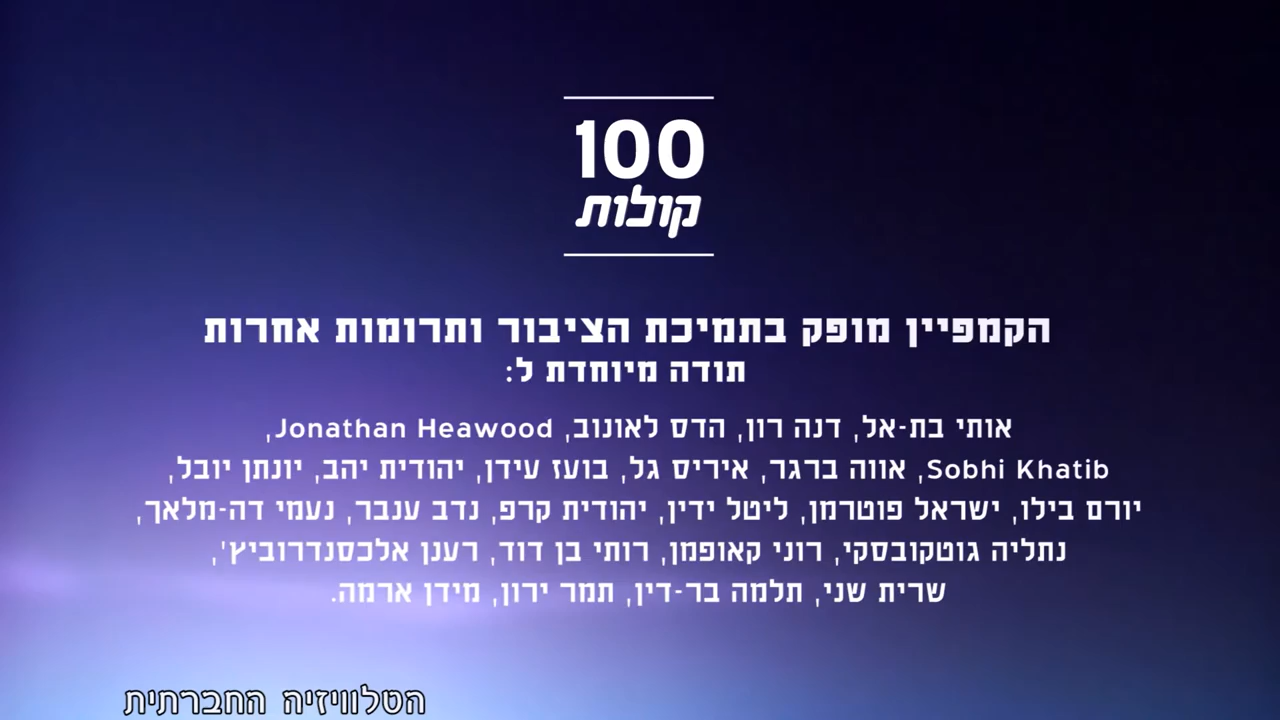 100
קולות
הקמפיין מופק בתמיכת הציבור ותרומות אחרות
תודה מיוחדת ל:
אותי בת-אל, דנה רון, הדס לאונוב, Jonathan Heawood,
Sobhi Khatib, אווה ברגר, איריס גל, בועז עידן, יהודית יהב, יונתן יובל,
יורם בילו, ישראל פוטרמן, ליטל ידין, יהודית קרפ, נדב ענבר, נעמי דה-מלאך,
נתליה גוטקובסקי, רוני קאופמן, רותי בן דוד, רענן אלכסנדרוביץ',
שרית שני, תלמה בר-דין, תמר ירון, מידן ארמה.
הטלוויזיה החברתית